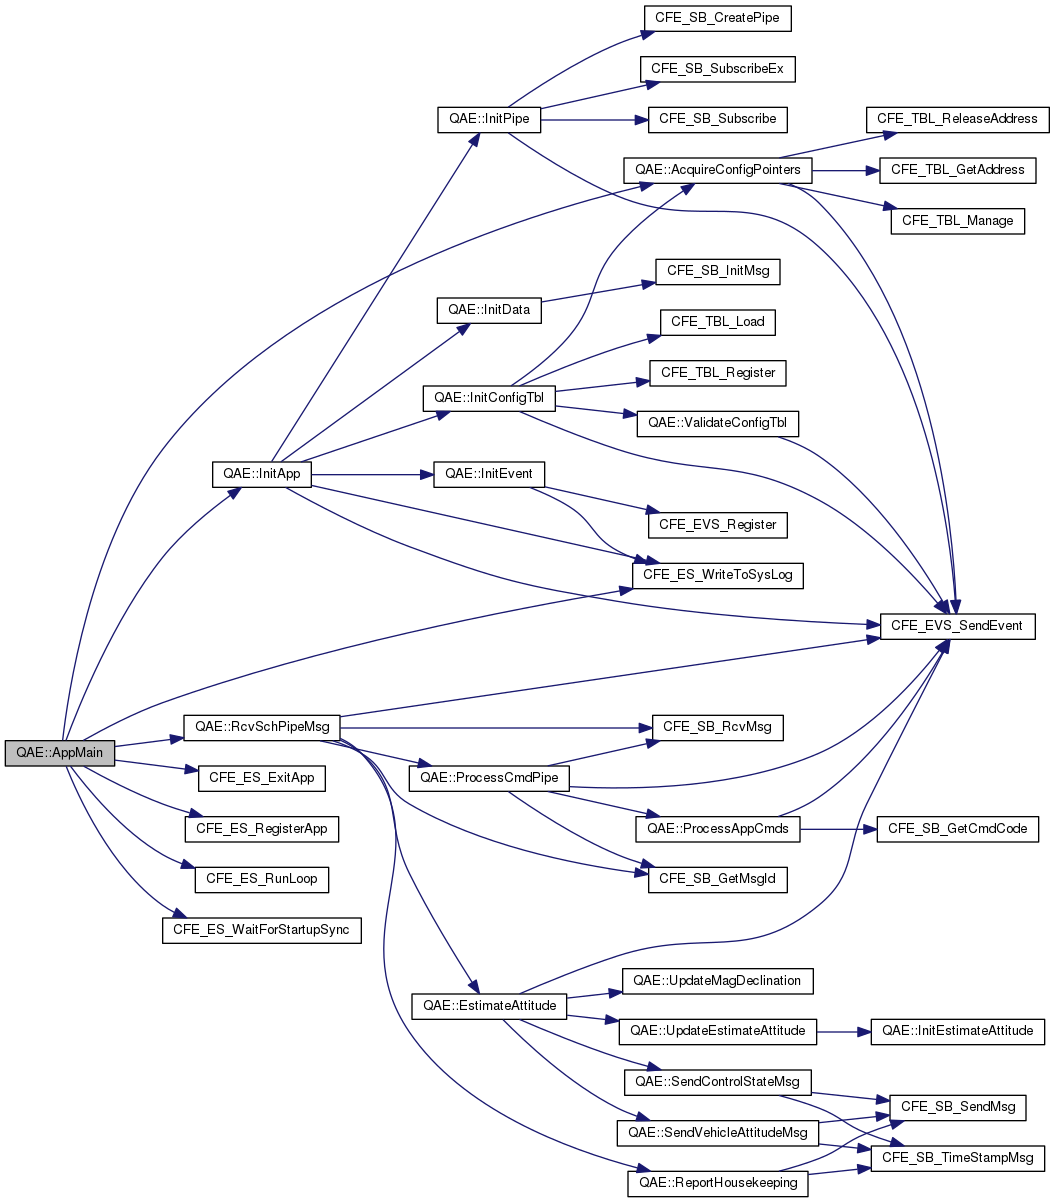 CFE_SB_CreatePipe
CFE_SB_SubscribeEx
QAE::InitPipe
CFE_SB_Subscribe
CFE_TBL_ReleaseAddress
QAE::AcquireConfigPointers
CFE_TBL_GetAddress
CFE_TBL_Manage
CFE_SB_InitMsg
QAE::InitData
CFE_TBL_Load
CFE_TBL_Register
QAE::InitConfigTbl
QAE::ValidateConfigTbl
QAE::InitApp
QAE::InitEvent
CFE_EVS_Register
CFE_ES_WriteToSysLog
CFE_EVS_SendEvent
QAE::RcvSchPipeMsg
CFE_SB_RcvMsg
QAE::AppMain
CFE_ES_ExitApp
QAE::ProcessCmdPipe
CFE_ES_RegisterApp
QAE::ProcessAppCmds
CFE_SB_GetCmdCode
CFE_ES_RunLoop
CFE_SB_GetMsgId
CFE_ES_WaitForStartupSync
QAE::UpdateMagDeclination
QAE::EstimateAttitude
QAE::UpdateEstimateAttitude
QAE::InitEstimateAttitude
QAE::SendControlStateMsg
CFE_SB_SendMsg
QAE::SendVehicleAttitudeMsg
CFE_SB_TimeStampMsg
QAE::ReportHousekeeping